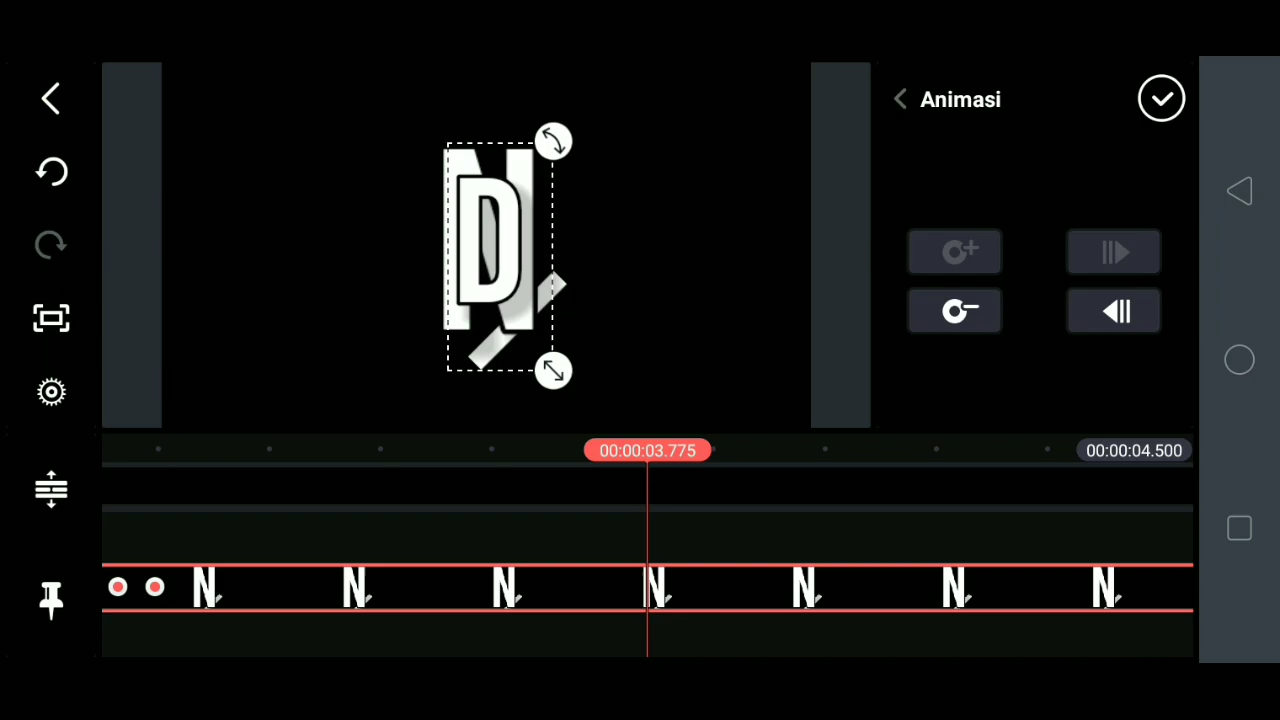 Animasi
N
D
00:00:03.775
00:00:04.500
N N N N N N N